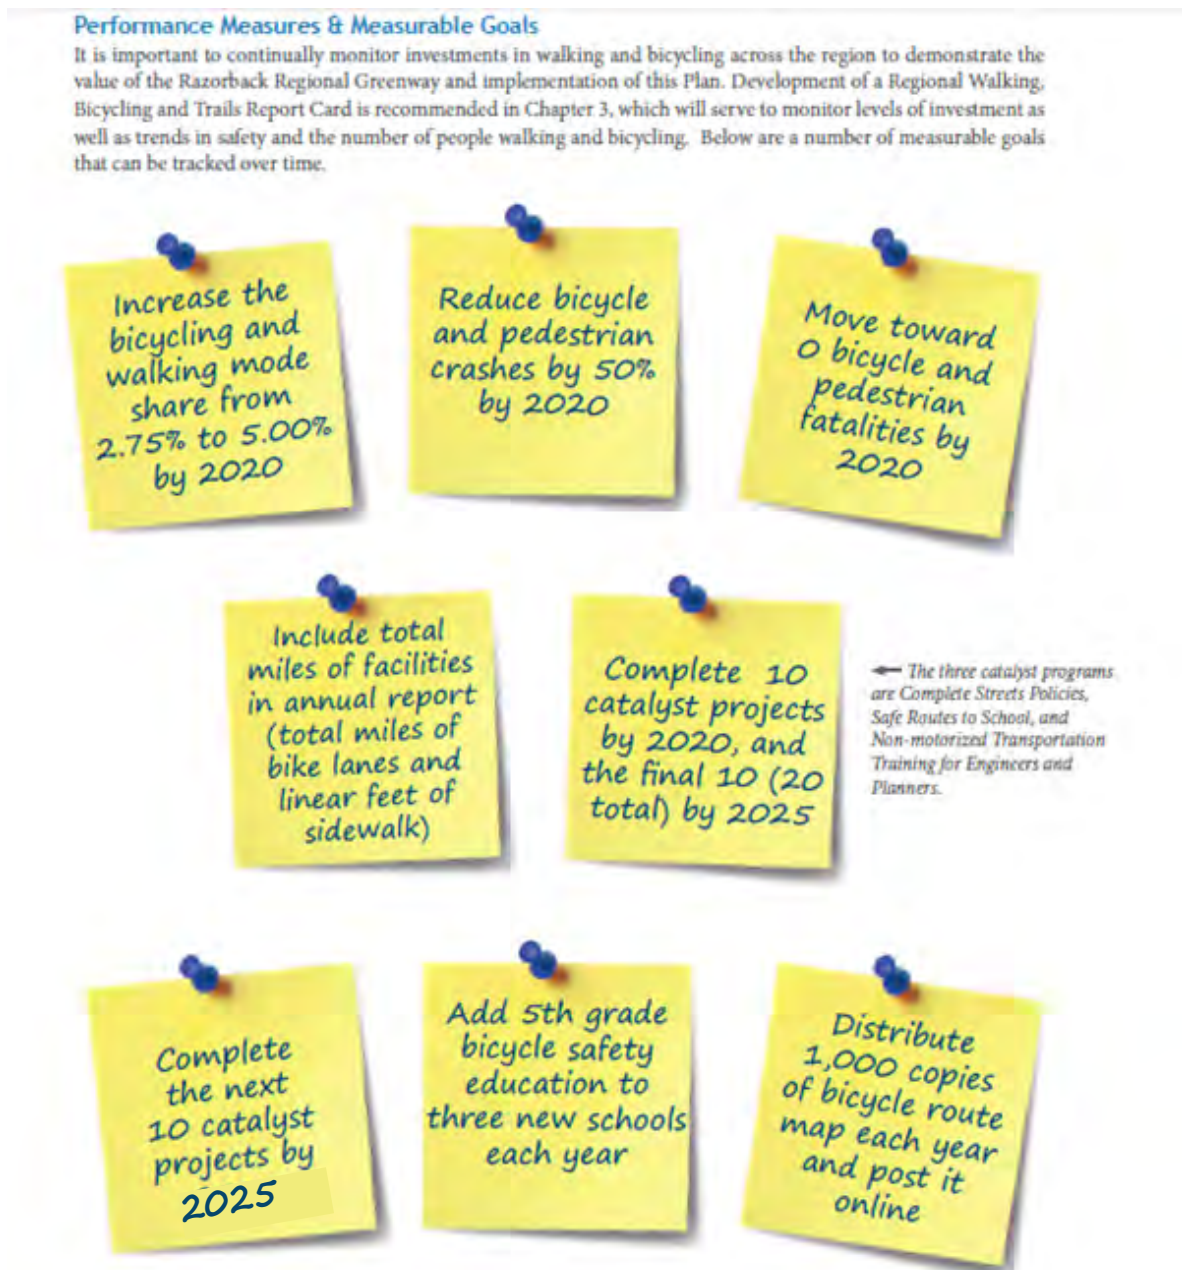 Performance Measures & Measurable Goals
It is important to continually monitor investments in walking and bicycling across the region to demonstrate the
value of the Razorback Regional Greenway and implementation of this Plan. Development of a Regional Walking,
Bicycling and Trails Report Card is recommended in Chapter 3, which will serve to monitor levels of investment as
well as trends in safety and the number of people walking and bicycling. Below are a number of measurable goals
that can be tracked over time.
Increase the
bicycling and
walking mode
share from
2.75% to 5.00%
by 2020
Reduce bicycle
and pedestrian
crashes by 50%
by 2020
Move toward
0 bicycle and
pedestrian
fatalities by
2020
Include total
miles of facilities
in annual report
(total miles of
bike lanes and
linear feet of
sidewalk)
Complete 10
catalyst projects
by 2020, and
the final 10 (20
total) by 2025
The three catalyst programs
are Complete Streets Policies,
Safe Routes to School, and
Non-motorized Transportation
Training for Engineers and
Planners.
Complete
the next
10 catalyst
projects by
2025
Add 5th grade
bicycle safety
education to
three new schools
each year
Distribute
1,000 copies
of bicycle route
map each year
and post it
online